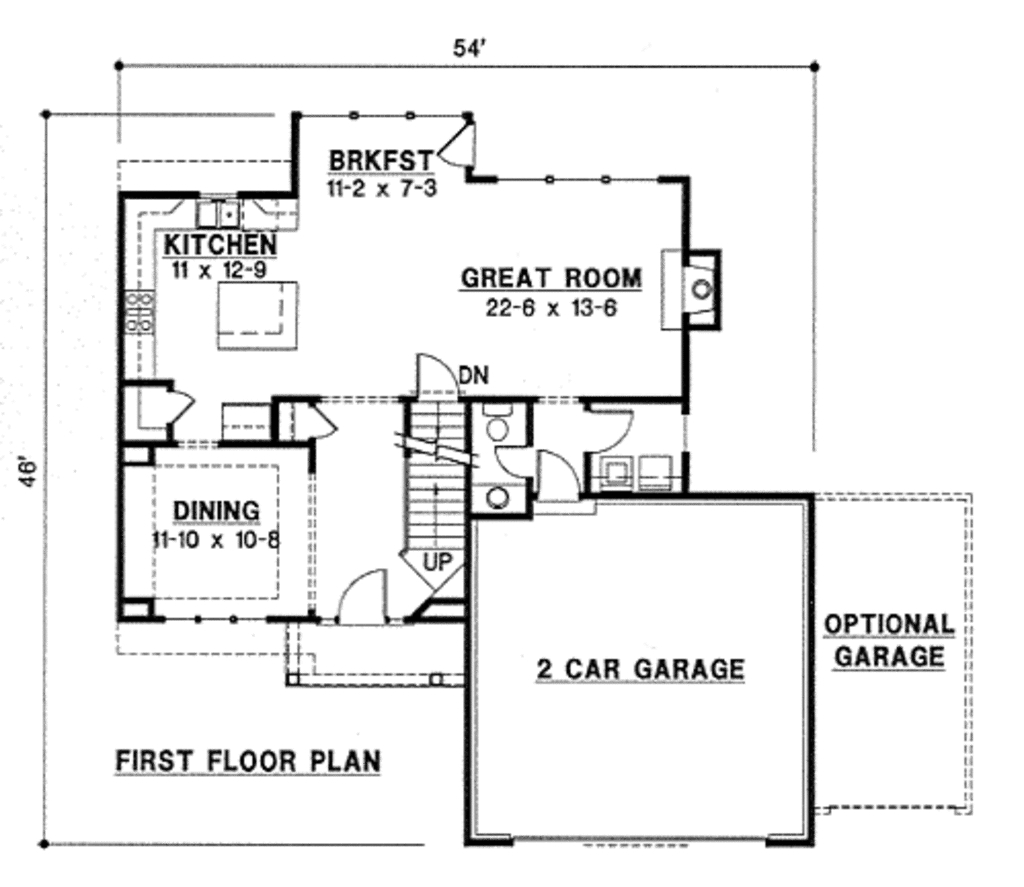 54'
BRKFST
11-2 x 7-3
KITCHEN
11 x 12-9
GREAT ROOM
22-6 x 13-6
DN
46'
DINING
11-10 x 10-8
UP
OPTIONAL
GARAGE
2 CAR GARAGE
FIRST FLOOR PLAN